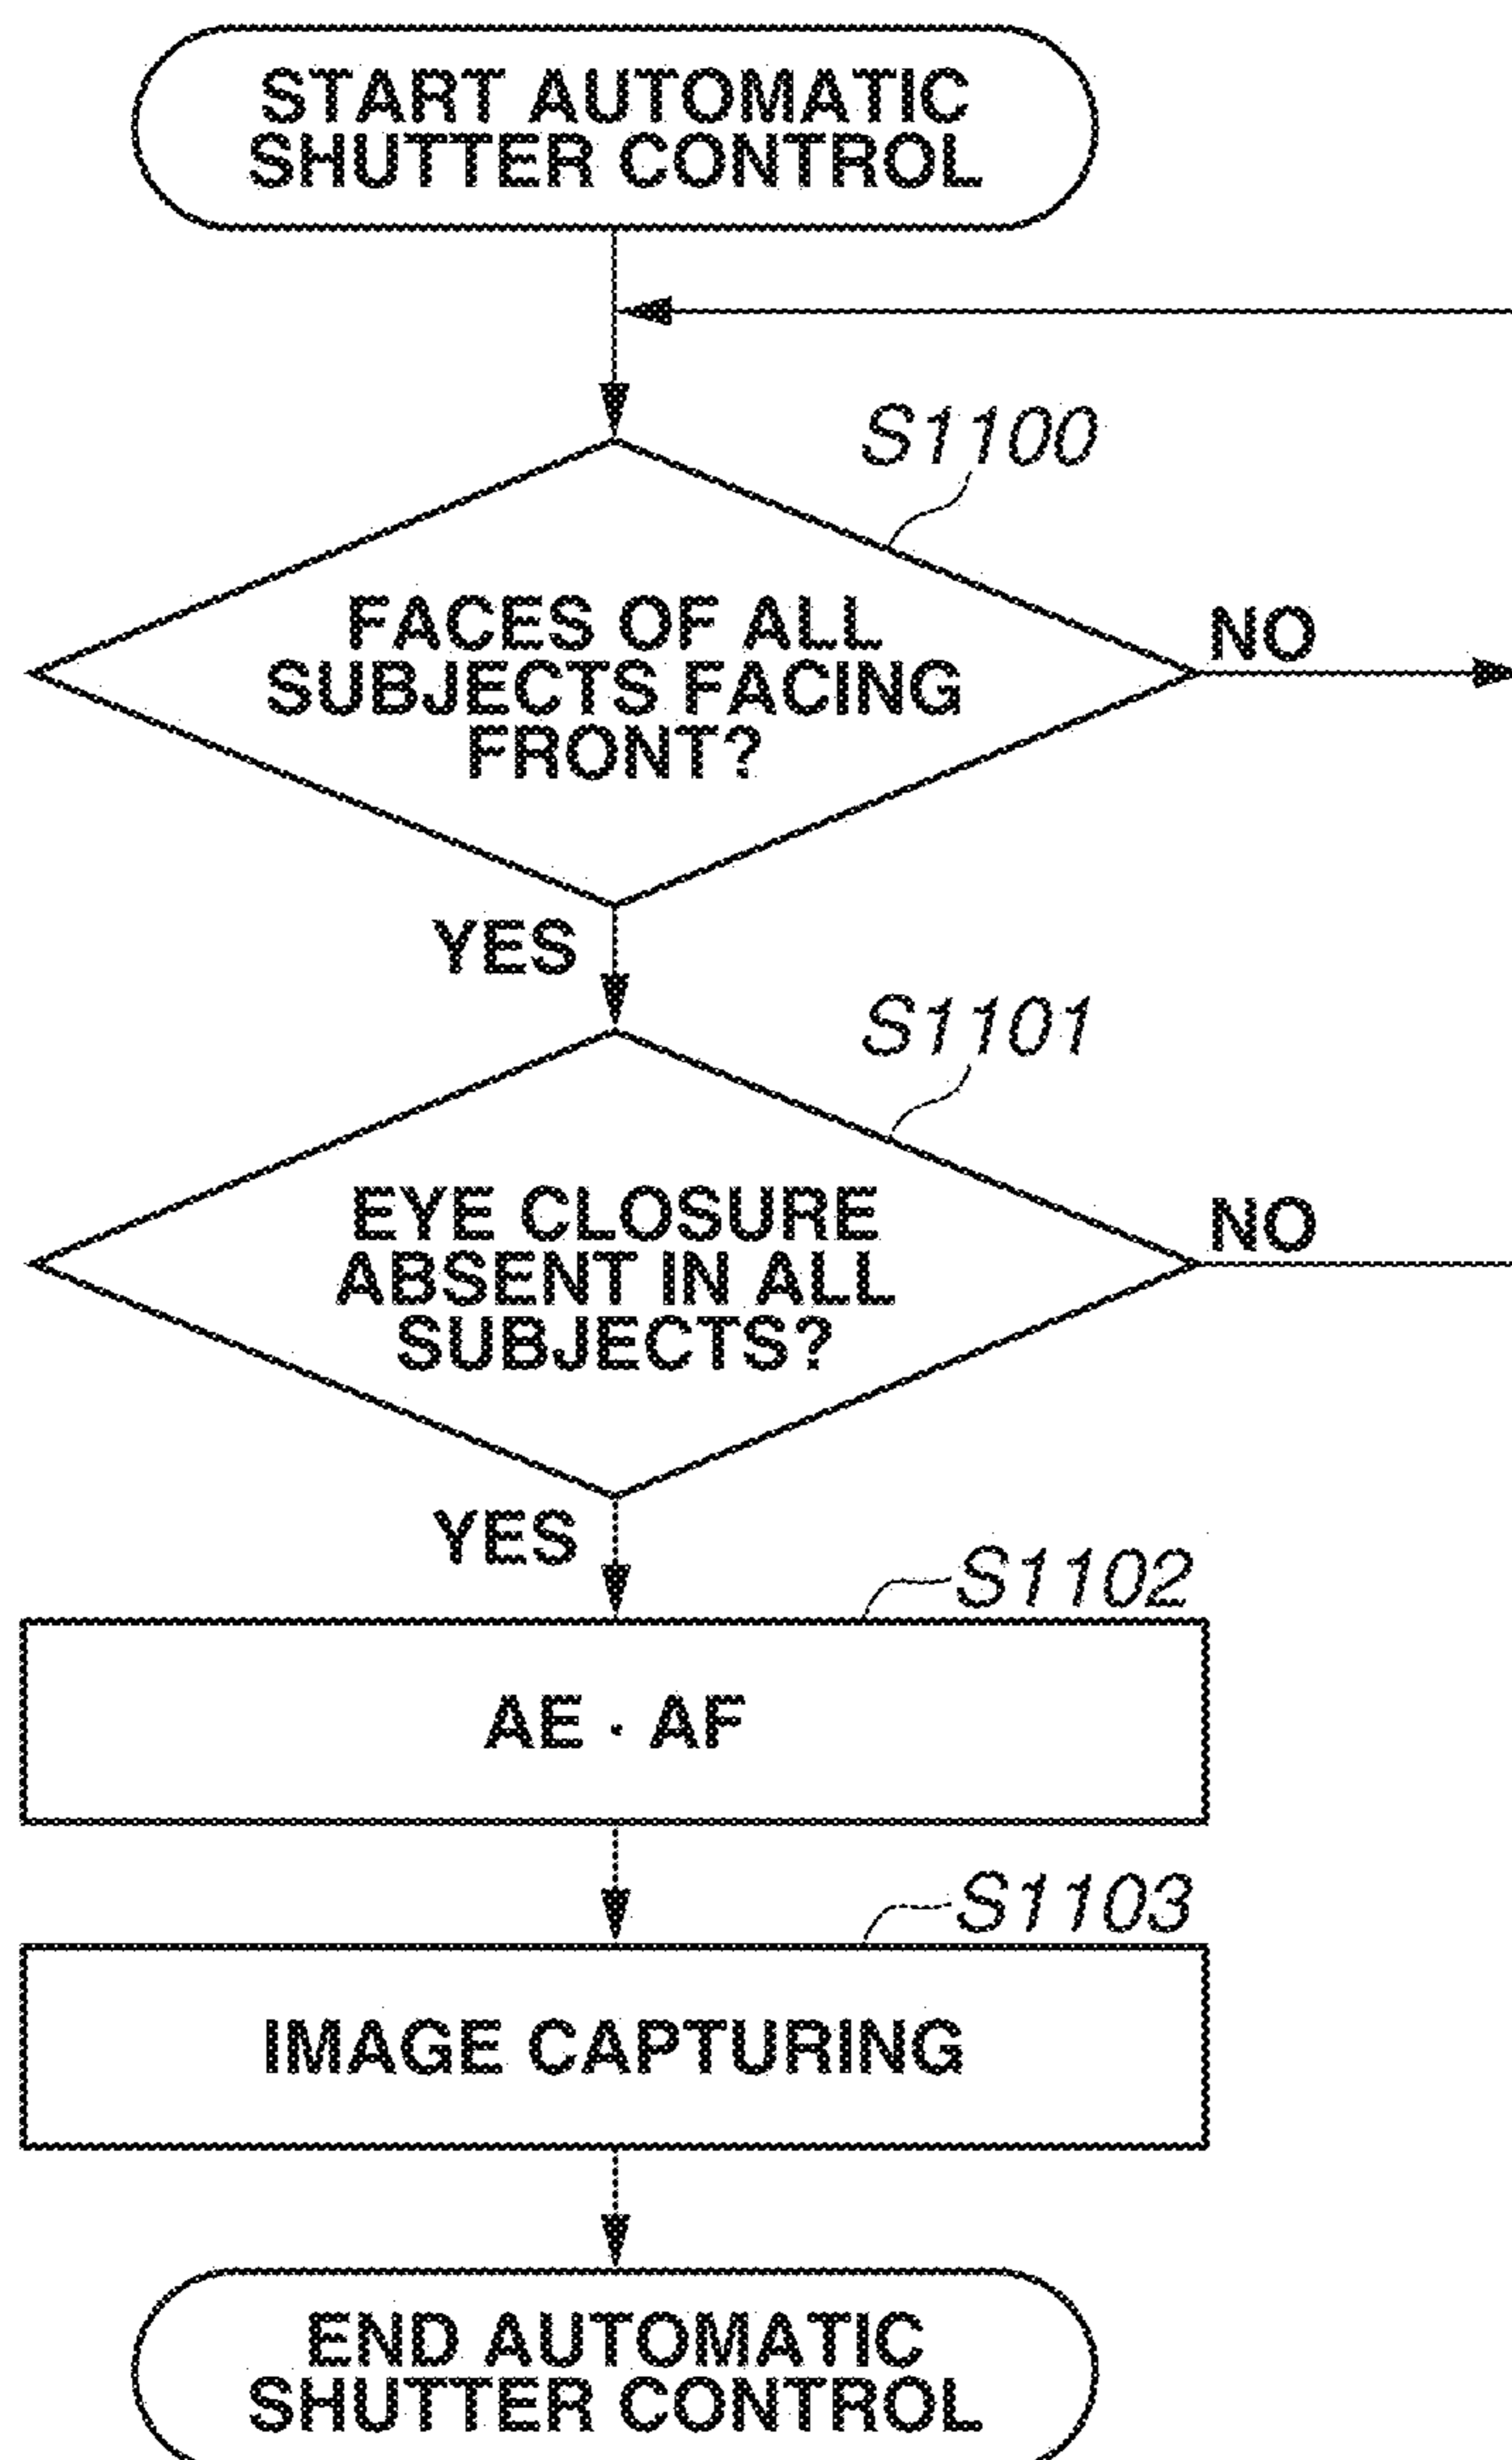 START AUTOMATIC
SHUTTER CONTROL
S1100
FACES OF ALL
SUBJECTS FACING
FRONT?
NO
YES
S1101
EYE CLOSURE
ABSENT IN ALL
SUBJECTS?
NO
YES
S1102
AE · AF
S1103
IMAGE CAPTURING
END AUTOMATIC
SHUTTER CONTROL